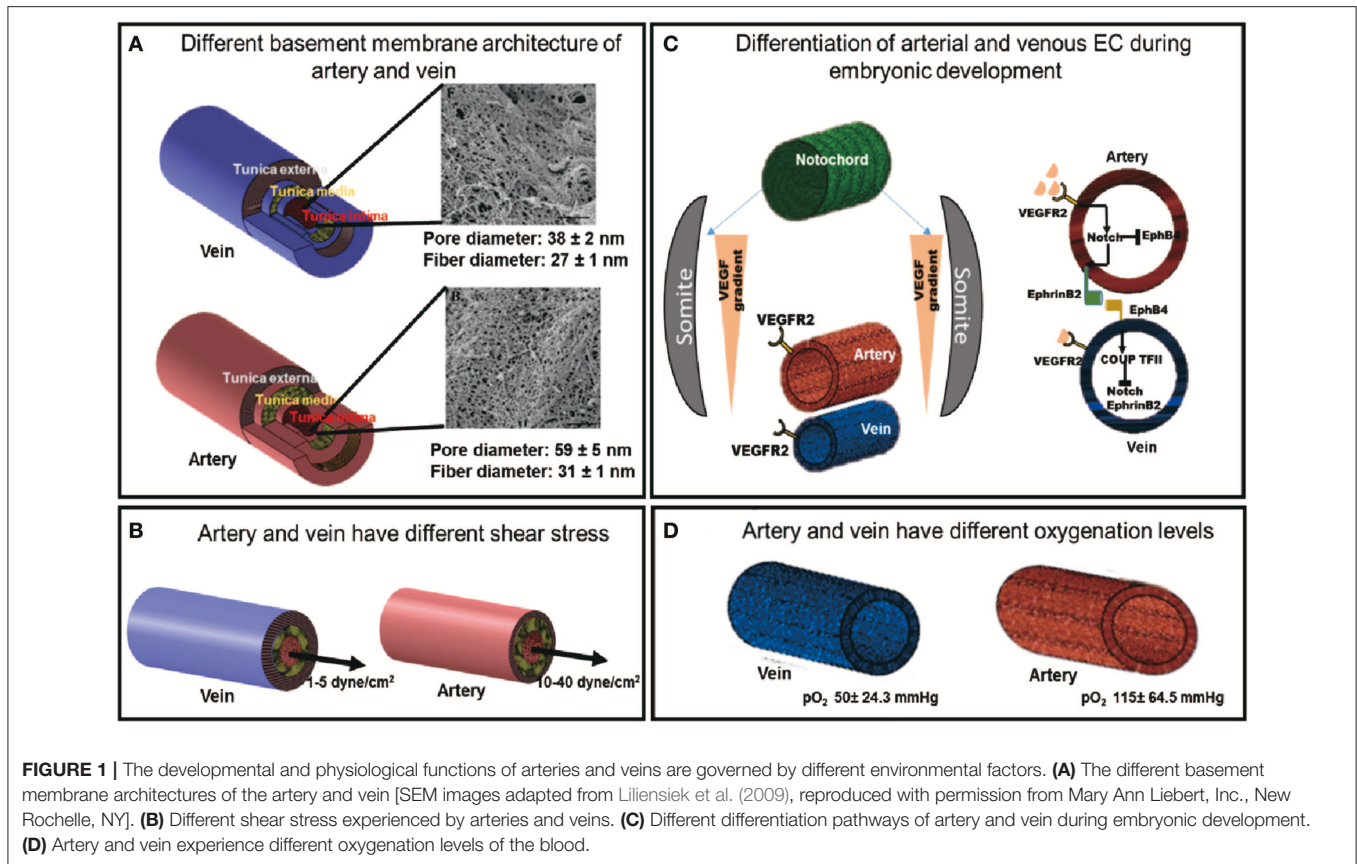 A
Different basement membrane architecture of
artery and vein
Tunica externa
Tunica media
Tunica intima
Vein
F
Pore diameter: 38 ± 2 nm
Fiber diameter: 27 ± 1 nm
Tunica externa
Tunica medi
Tunica intima
Artery
B
Pore diameter: 59 ± 5 nm
Fiber diameter: 31 ± 1 nm
C
Differentiation of arterial and venous EC during
embryonic development
Notochord
Somite
VEGF
gradient
VEGF
gradient
Somite
VEGFR2
Artery
VEGFR2
Vein
Artery
VEGFR2
Notch
EphB4
EphrinB2
EphB4
VEGFR2
COUP TFII
Notch
EphrinB2
Vein
B
Artery and vein have different shear stress
Vein
1-5 dyne/cm²
Artery
10-40 dyne/cm²
D
Artery and vein have different oxygenation levels
Vein
pO₂ 50± 24.3 mmHg
Artery
pO₂ 115± 64.5 mmHg
FIGURE 1 | The developmental and physiological functions of arteries and veins are governed by different environmental factors. (A) The different basement
membrane architectures of the artery and vein [SEM images adapted from Liliensiek et al. (2009), reproduced with permission from Mary Ann Liebert, Inc., New
Rochelle, NY]. (B) Different shear stress experienced by arteries and veins. (C) Different differentiation pathways of artery and vein during embryonic development.
(D) Artery and vein experience different oxygenation levels of the blood.